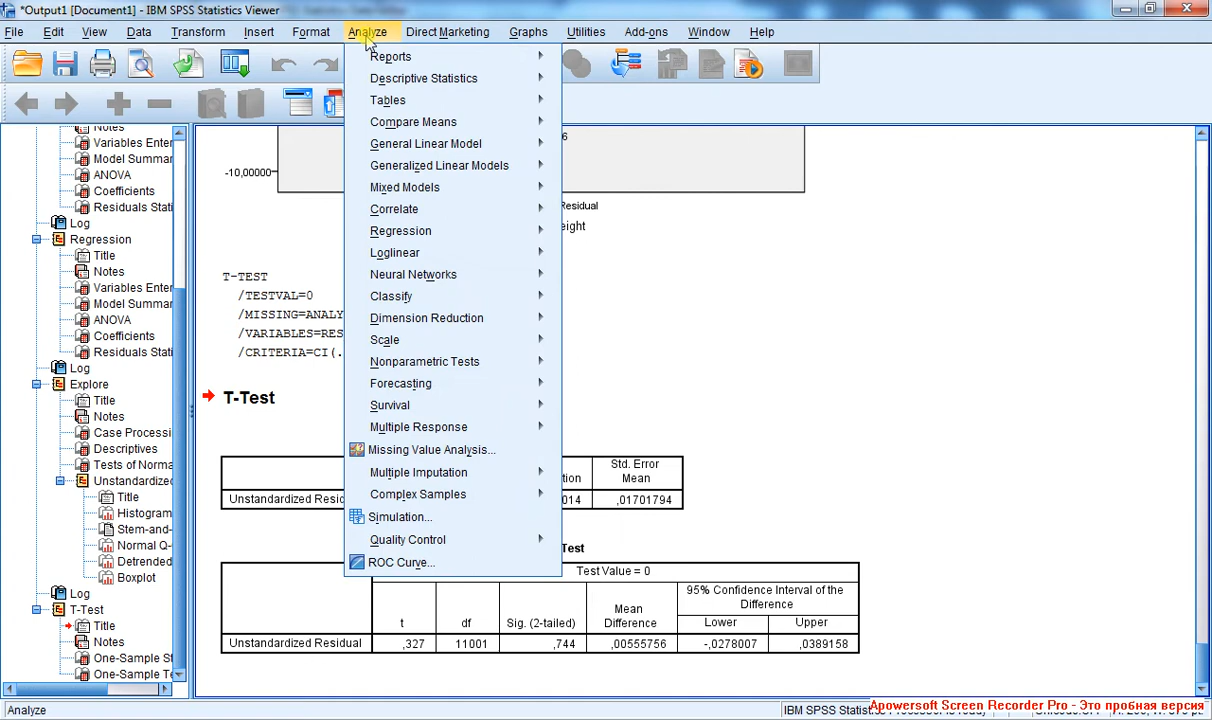 *Output1 [Document1] - IBM SPSS Statistics Viewer
File Edit View Data Transform Insert Format Analyze Direct Marketing Graphs Utilities Add-ons Window Help
Reports
Descriptive Statistics
Tables
Compare Means
General Linear Model
Generalized Linear Models
Mixed Models
Correlate
Regression
Loglinear
Neural Networks
Classify
Dimension Reduction
Scale
Nonparametric Tests
Forecasting
Survival
Multiple Response
Missing Value Analysis...
Multiple Imputation
Complex Samples
Simulation...
Quality Control
ROC Curve...
Notes
Variables Enter
Model Summar
ANOVA
Coefficients
Residuals Stati
Log
Regression
Title
Notes
Variables Enter
Model Summar
ANOVA
Coefficients
Residuals Stati
Log
Explore
Title
Notes
Case Processi
Descriptives
Tests of Norma
Unstandardized
Title
Histogram
Stem-and-
Normal Q-
Detrended
Boxplot
Log
T-Test
Title
Notes
One-Sample St
One-Sample Te
6
-10,00000
Residual
eight
T-TEST
/TESTVAL=0
/MISSING=ANALY
/VARIABLES=RES
/CRITERIA=CI(.
T-Test
tion Std. Error Mean
Unstandardized Resid 014 ,01701794
Test
Test Value = 0
t df Sig. (2-tailed) Mean Difference 95% Confidence Interval of the Difference
Lower Upper
Unstandardized Residual ,327 11001 ,744 ,00555756 -,0278007 ,0389158
Analyze
IBM SPSS Statisti
Apowersoft Screen Recorder Pro - Это пробная версия